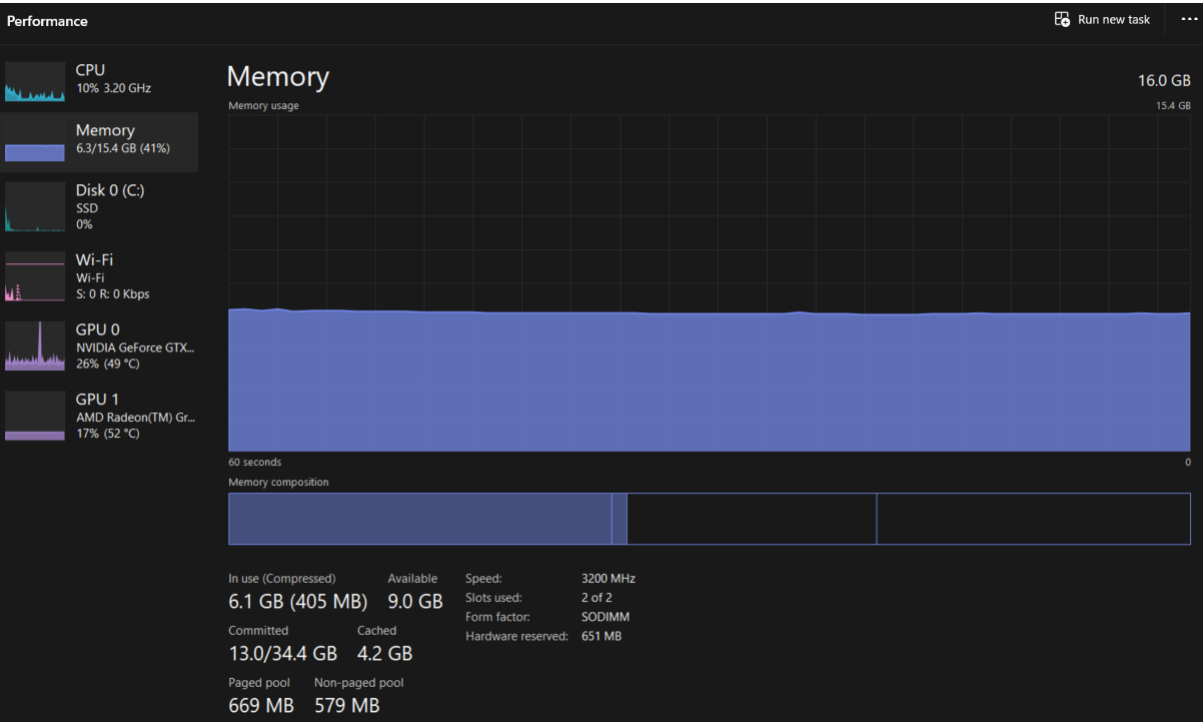 Performance
Run new task
CPU
10% 3.20 GHz
Memory
6.3/15.4 GB (41%)
Disk 0 (C:)
SSD
0%
Wi-Fi
Wi-Fi
S: 0 R: 0 Kbps
GPU 0
NVIDIA GeForce GTX...
26% (49 °C)
GPU 1
AMD Radeon(TM) Gr...
17% (52 °C)
Memory 16.0 GB
Memory usage 15.4 GB
60 seconds 0
Memory composition
In use (Compressed) Available
6.1 GB (405 MB) 9.0 GB
Committed Cached
13.0/34.4 GB 4.2 GB
Paged pool Non-paged pool
669 MB 579 MB
Speed: 3200 MHz
Slots used: 2 of 2
Form factor: SODIMM
Hardware reserved: 651 MB